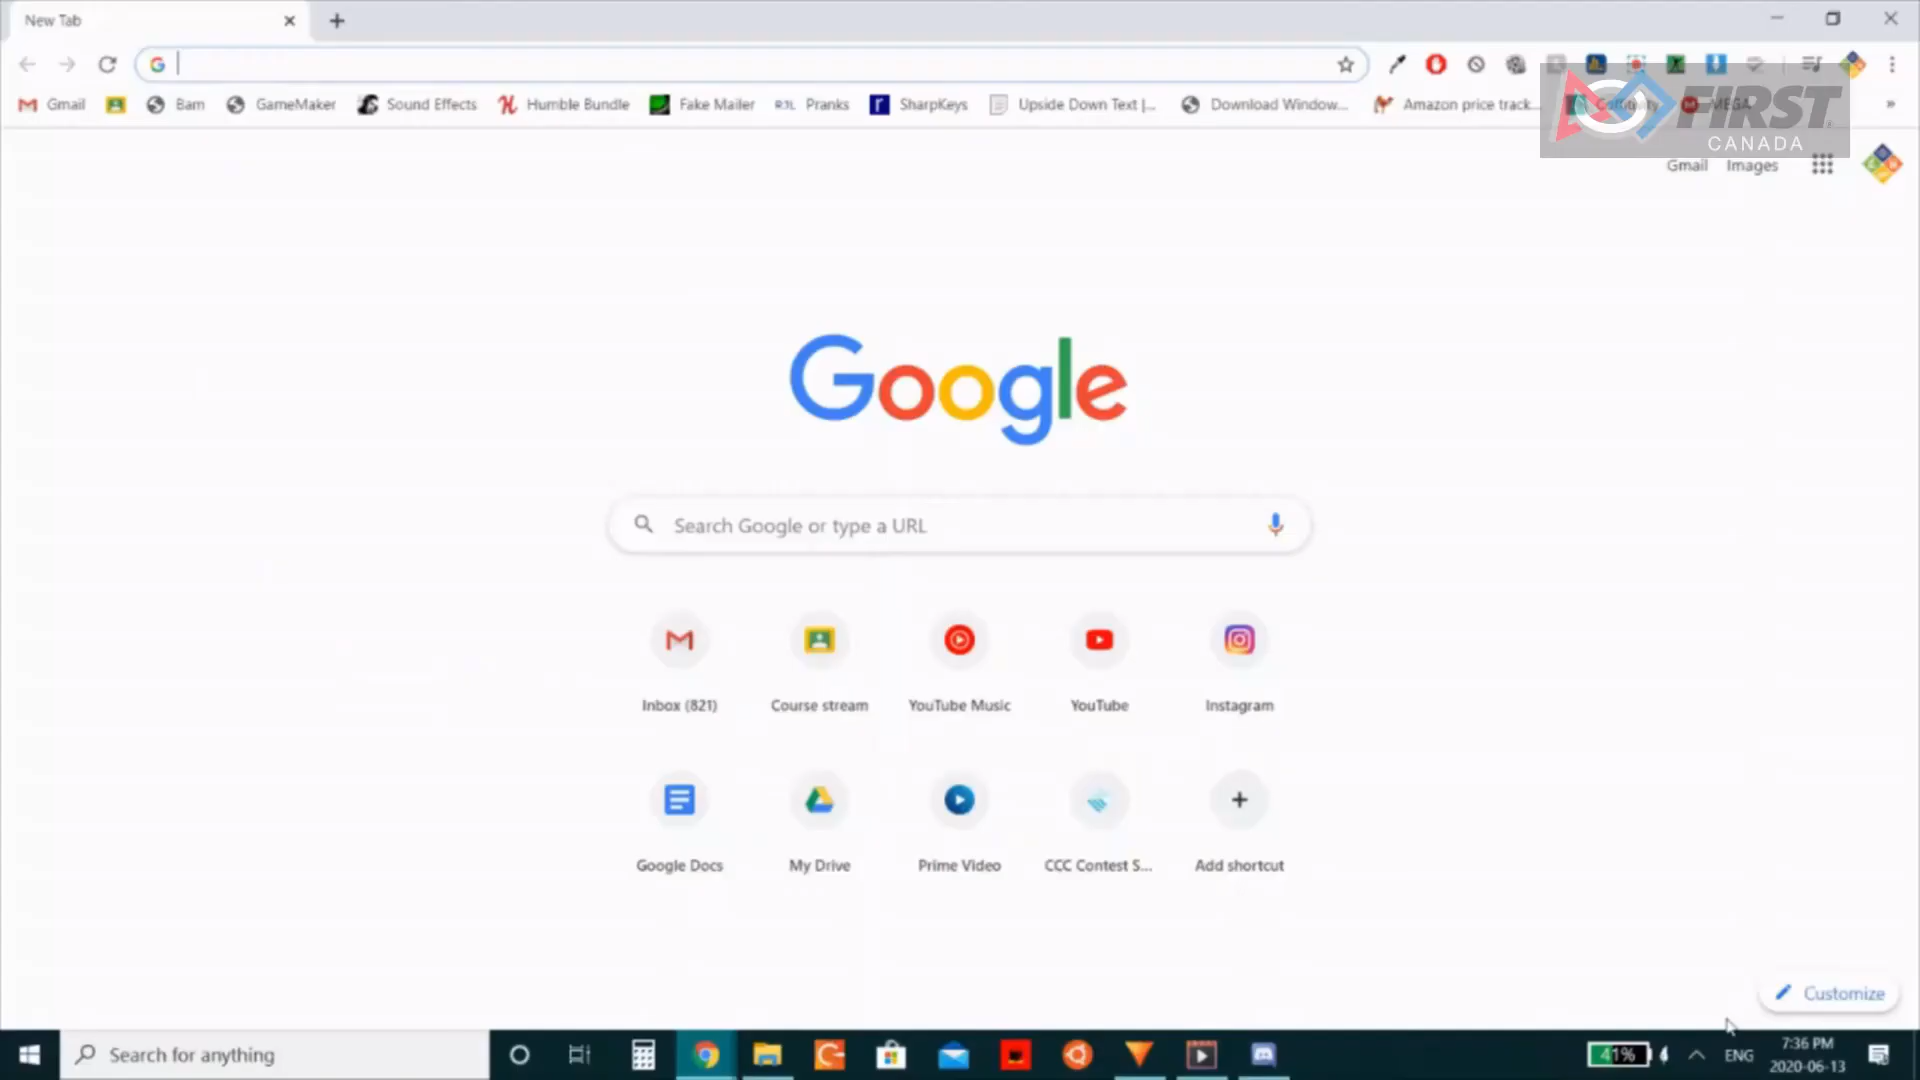 New Tab
Gmail Bam GameMaker Sound Effects Humble Bundle Fake Mailer RJL Pranks SharpKeys Upside Down Text |... Download Window... Amazon price track... MEGA
FIRST
CANADA
Gmail Images
Google
Search Google or type a URL
Inbox (821) Course stream YouTube Music YouTube Instagram
Google Docs My Drive Prime Video CCC Contest S... Add shortcut
Customize
Search for anything
41% ENG 7:36 PM
2020-06-13